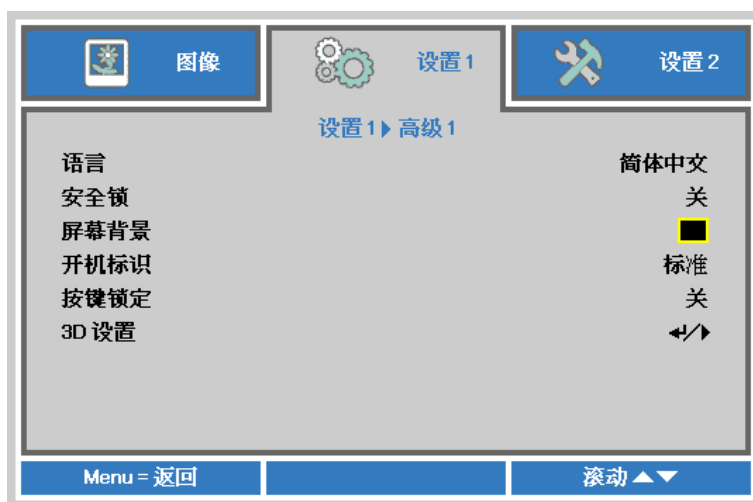 图像 设置 1 设置 2
设置 1 ▶ 高级 1
语言 简体中文
安全锁 关
屏幕背景
开机标识 标准
按键锁定 关
3D 设置 ↵/▶
Menu = 返回 滚动 ▲▼